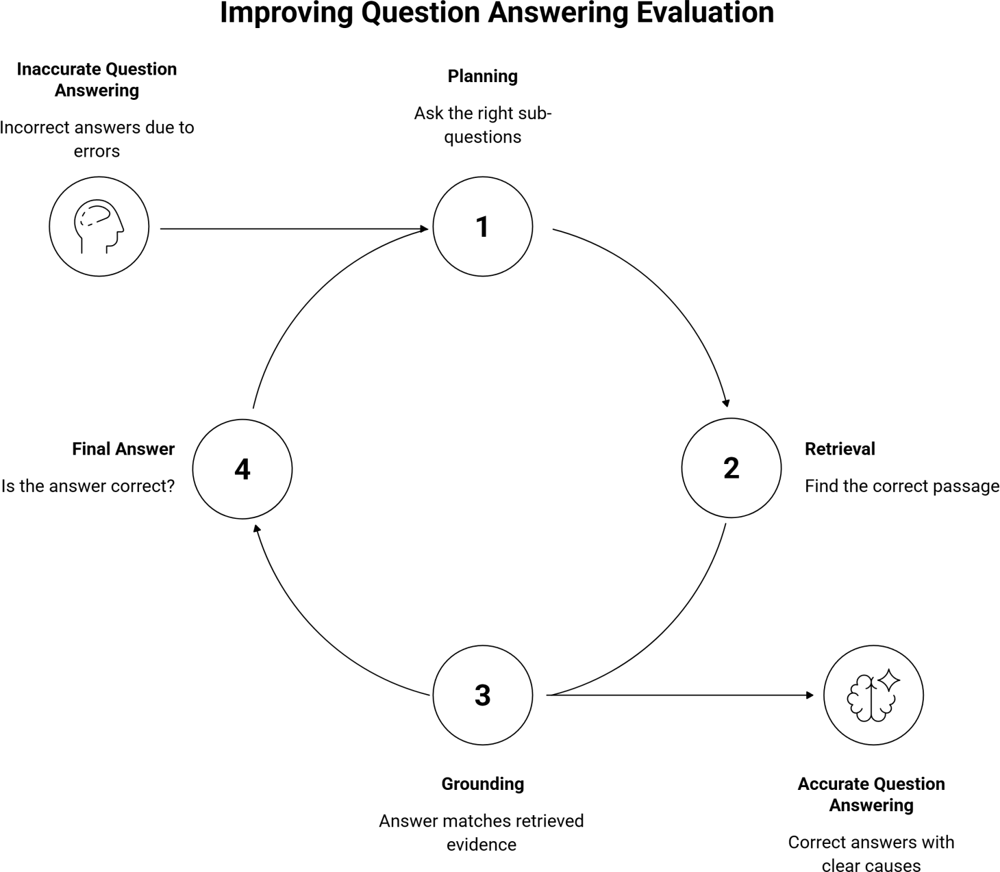 Improving Question Answering Evaluation
Inaccurate Question
Answering
Incorrect answers due to
errors
Planning
Ask the right sub-
questions
1
Final Answer
Is the answer correct?
4
2
Retrieval
Find the correct passage
3
Grounding
Answer matches retrieved
evidence
Accurate Question
Answering
Correct answers with
clear causes